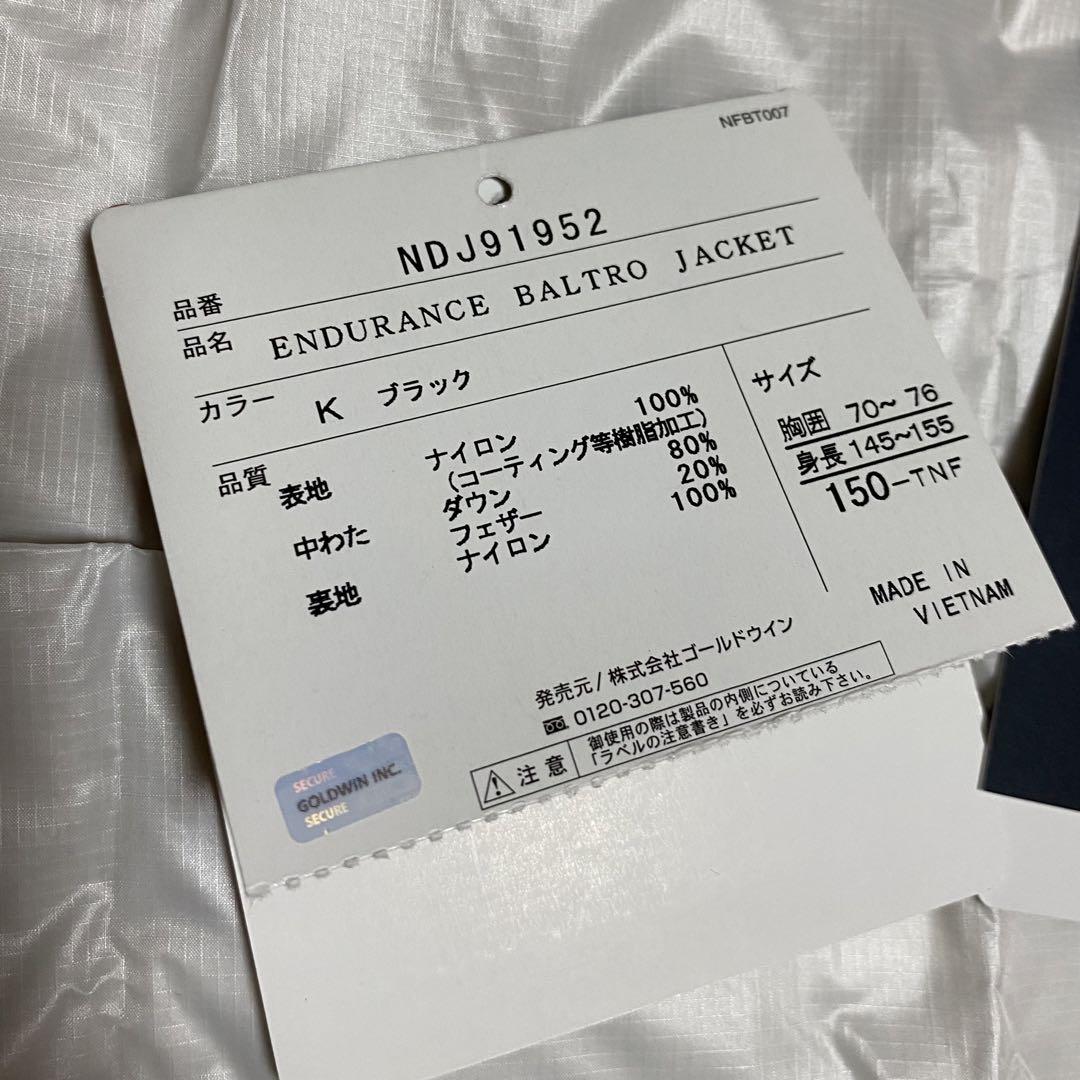 NFBT007
品番 NDJ91952
品名 ENDURANCE BALTRO JACKET
カラー K ブラック
品質 表地 ナイロン 100%
(コーティング等樹脂加工)
中わた ダウン 80%
フェザー 20%
裏地 ナイロン 100%
サイズ
胸囲 70~76
身長 145~155
150-TNF
MADE IN
VIETNAM
発売元/株式会社ゴールドウイン
0120-307-560
注意 御使用の際は製品の内側についている
「ラベルの注意書き」を必ずお読み下さい。
SECURE
GOLDWIN INC.
SECURE